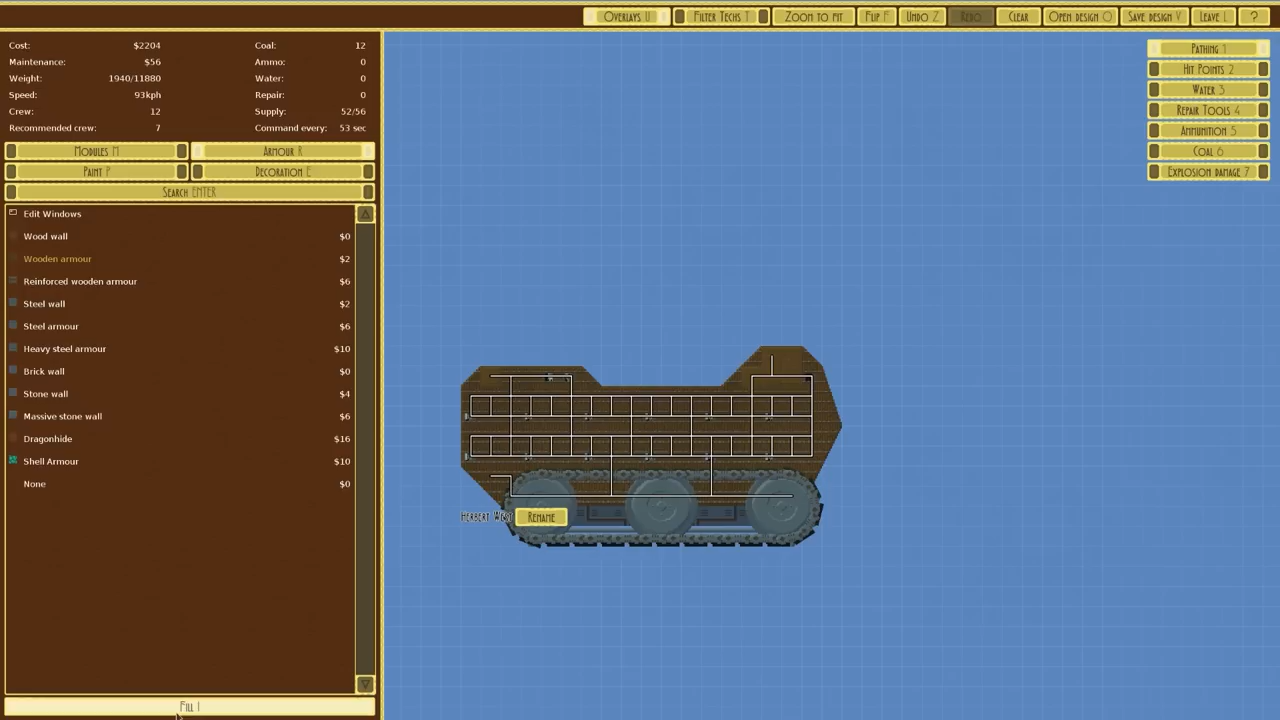 Overlays U Filter Techs T Zoom to fit Flip F Undo Z Redo Clear Open design O Save design V Leave L ?
Cost: $2204 Coal: 12
Maintenance: $56 Ammo: 0
Weight: 1940/11880 Water: 0
Speed: 93kph Repair: 0
Crew: 12 Supply: 52/56
Recommended crew: 7 Command every: 53 sec
Modules M Armour R
Paint P Decoration E
Search ENTER
Edit Windows
Wood wall $0
Wooden armour $2
Reinforced wooden armour $6
Steel wall $2
Steel armour $6
Heavy steel armour $10
Brick wall $0
Stone wall $4
Massive stone wall $6
Dragonhide $16
Shell Armour $10
None $0
Fill I
Herbert West Rename
Pathing 1
Hit Points 2
Water 3
Repair Tools 4
Ammunition 5
Coal 6
Explosion damage 7